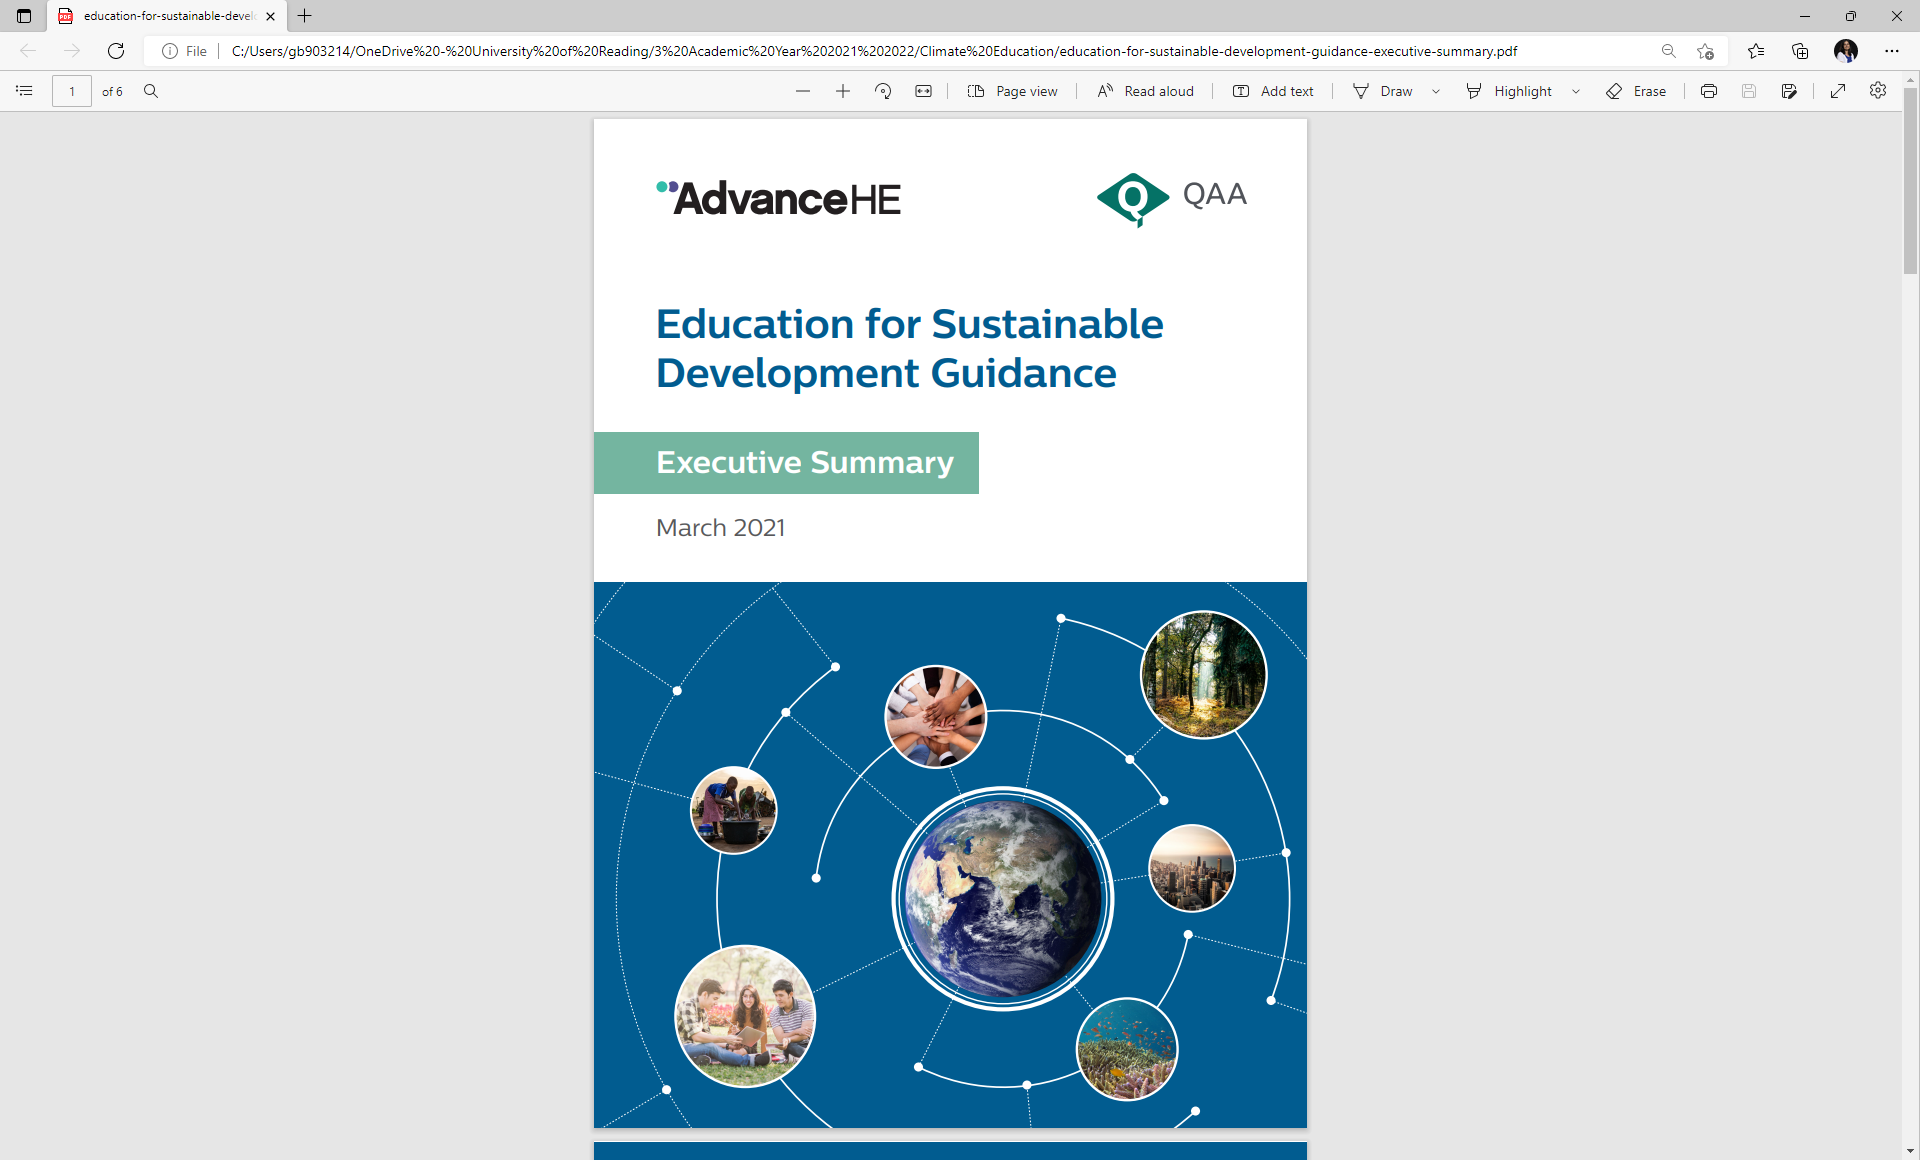 education-for-sustainable-devel
File
C:/Users/gb903214/OneDrive%20-%20University%20of%20Reading/3%20Academic%20Year%202021%202022/Climate%20Education/education-for-sustainable-development-guidance-executive-summary.pdf
1 of 6 Page view Read aloud Add text Draw Highlight Erase
AdvanceHE QAA
Education for Sustainable
Development Guidance
Executive Summary
March 2021